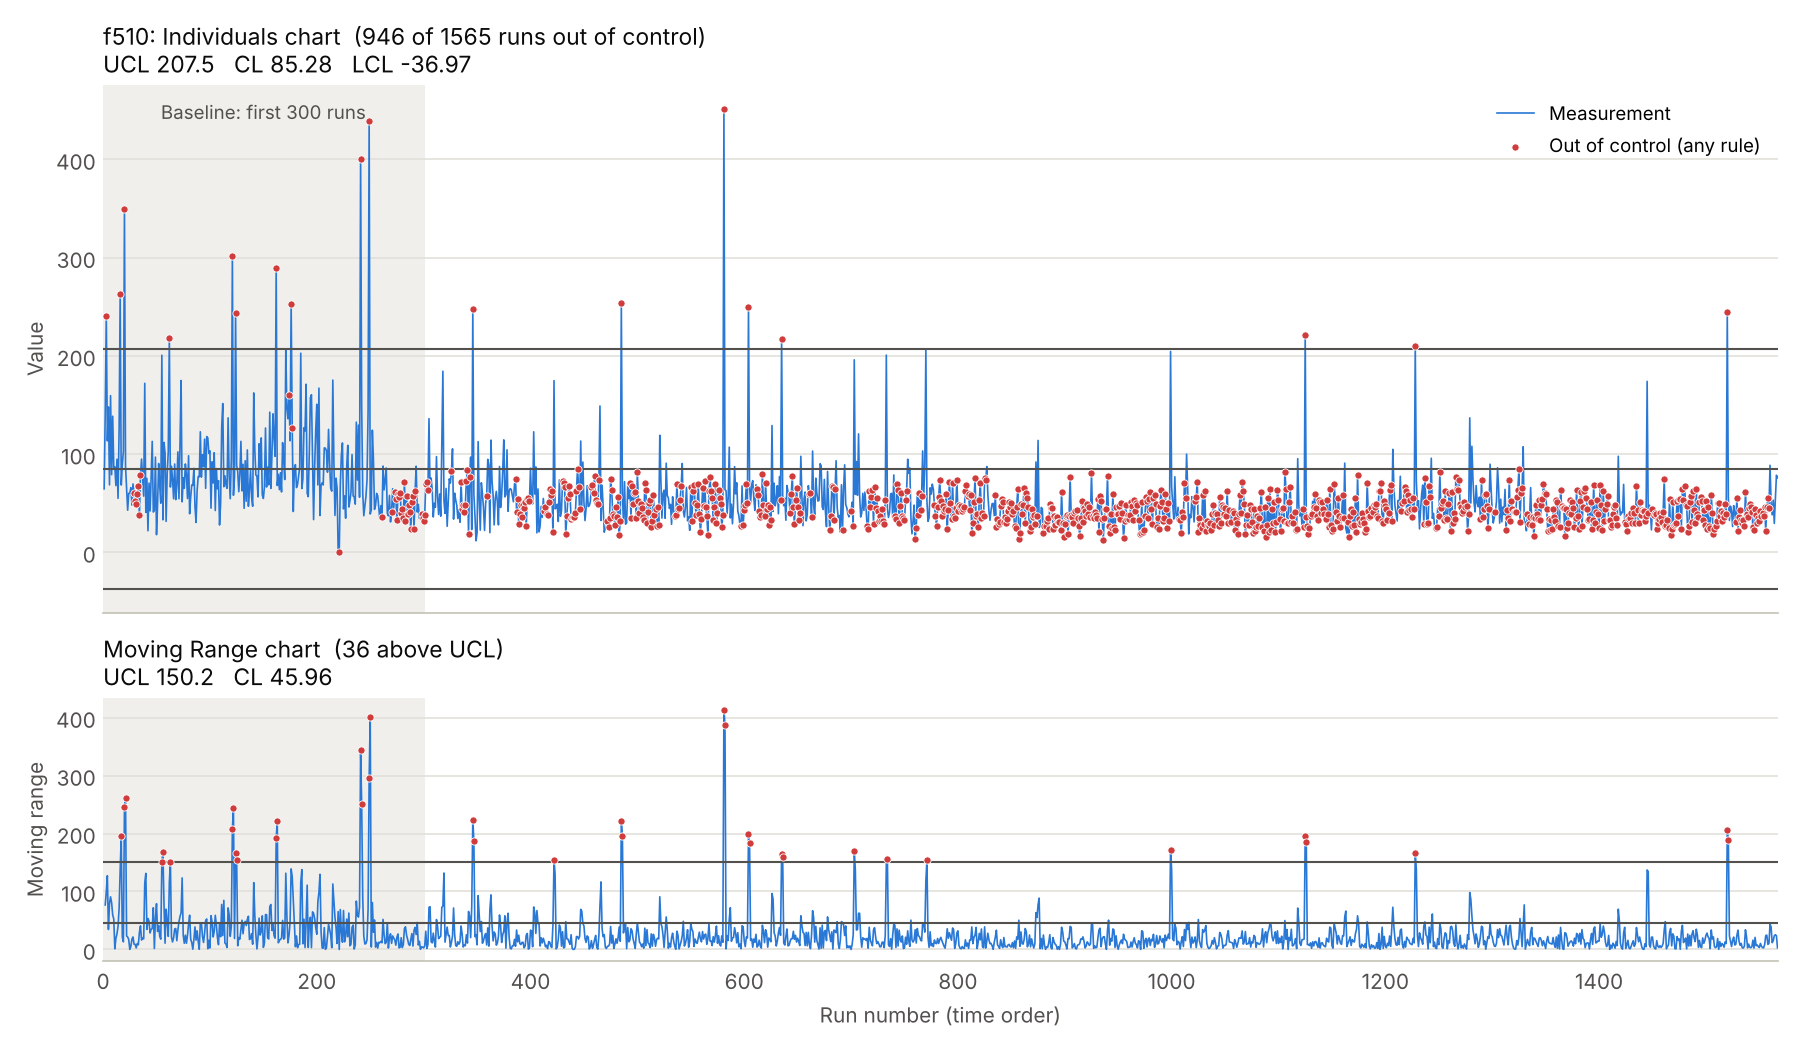 f510: Individuals chart  (946 of 1565 runs out of control)
UCL 207.5   CL 85.28   LCL -36.97
Baseline: first 300 runs
Measurement
Out of control (any rule)
Value
400
300
200
100
0
Moving Range chart  (36 above UCL)
UCL 150.2   CL 45.96
Moving range
400
300
200
100
0
0 200 400 600 800 1000 1200 1400
Run number (time order)